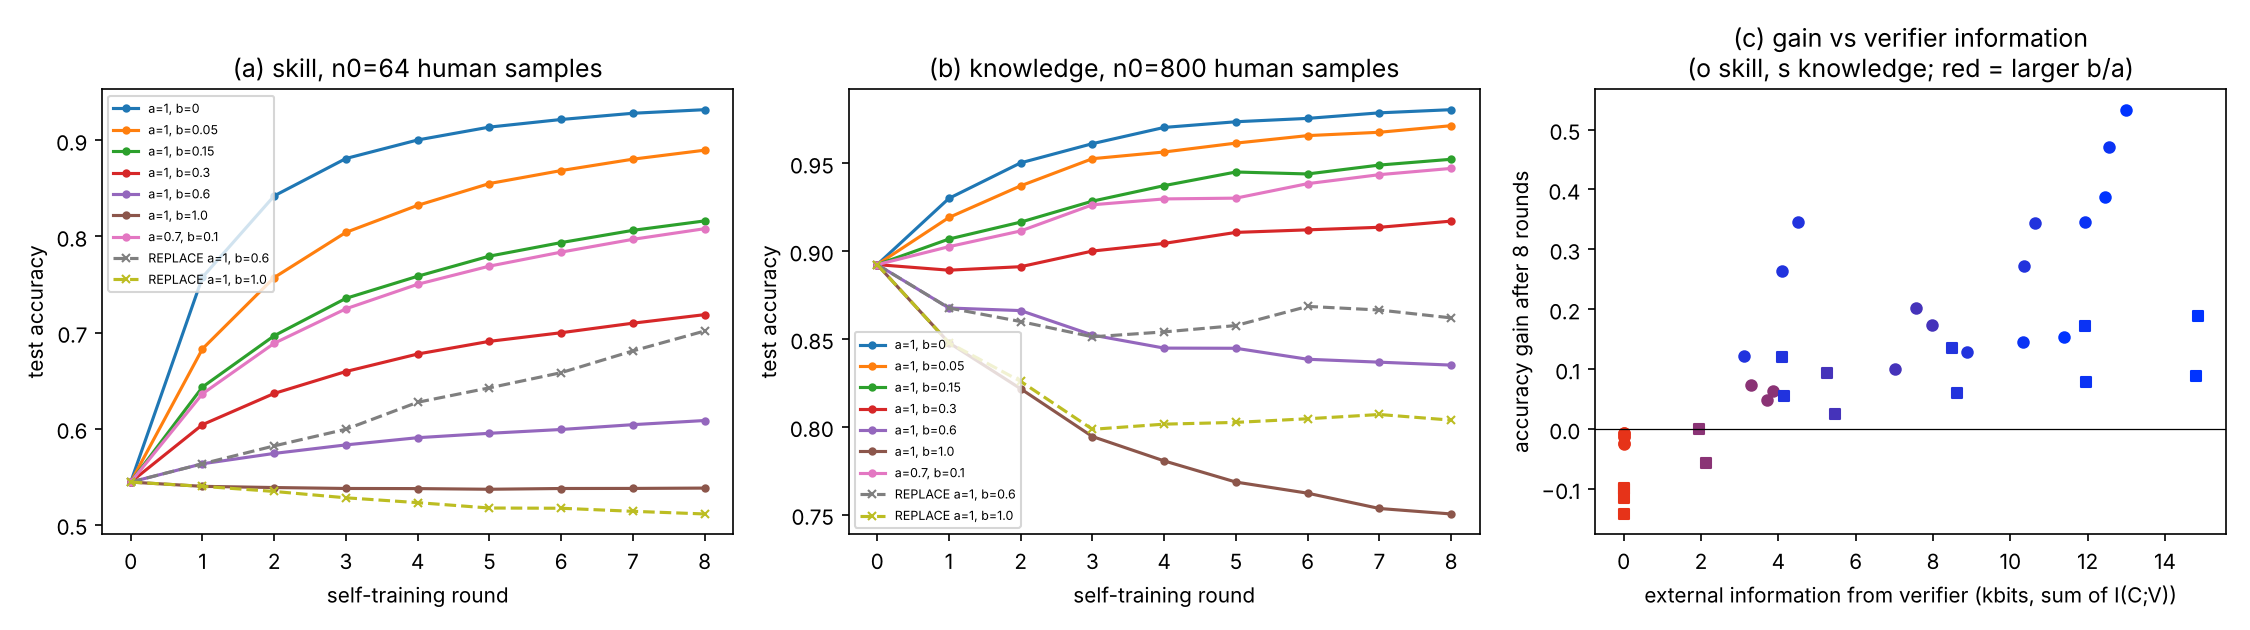 (a) skill, n0=64 human samples
test accuracy
0.9
0.8
0.7
0.6
0.5
a=1, b=0
a=1, b=0.05
a=1, b=0.15
a=1, b=0.3
a=1, b=0.6
a=1, b=1.0
a=0.7, b=0.1
REPLACE a=1, b=0.6
REPLACE a=1, b=1.0
0 1 2 3 4 5 6 7 8
self-training round
(b) knowledge, n0=800 human samples
test accuracy
0.95
0.90
0.85
0.80
0.75
a=1, b=0
a=1, b=0.05
a=1, b=0.15
a=1, b=0.3
a=1, b=0.6
a=1, b=1.0
a=0.7, b=0.1
REPLACE a=1, b=0.6
REPLACE a=1, b=1.0
0 1 2 3 4 5 6 7 8
self-training round
(c) gain vs verifier information
(o skill, s knowledge; red = larger b/a)
accuracy gain after 8 rounds
0.5
0.4
0.3
0.2
0.1
0.0
−0.1
0 2 4 6 8 10 12 14
external information from verifier (kbits, sum of I(C;V))